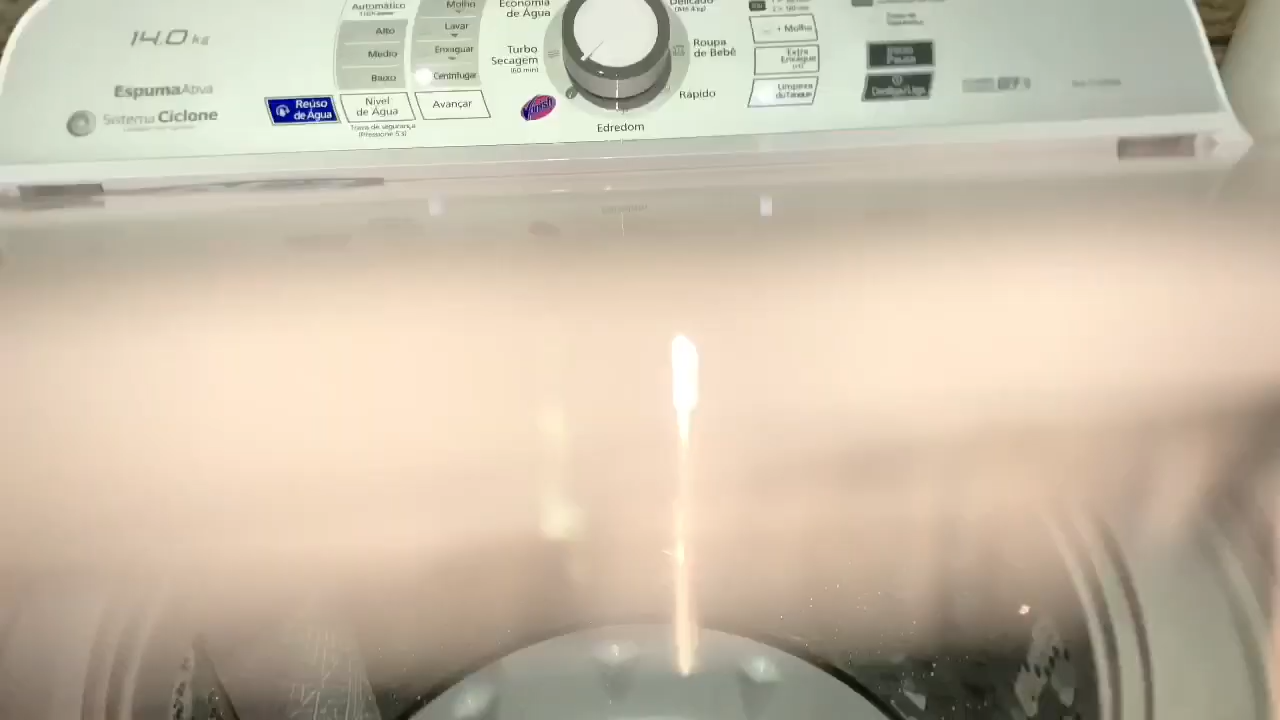 14.0 kg
EspumaAtiva
Sistema Ciclone
Automático
Alto
Médio
Baixo
Reúso
de Água
Nível
de Água
Trava de segurança
(Pressione 5 s)
Molho
Lavar
Enxaguar
Centrifugar
Avançar
Economia
de Água
Turbo
Secagem
(60 min)
Vanish
Edredom
Delicado
Roupa
de Bebê
Rápido
+ Molho
Extra
Enxágue
Limpeza
do Tanque